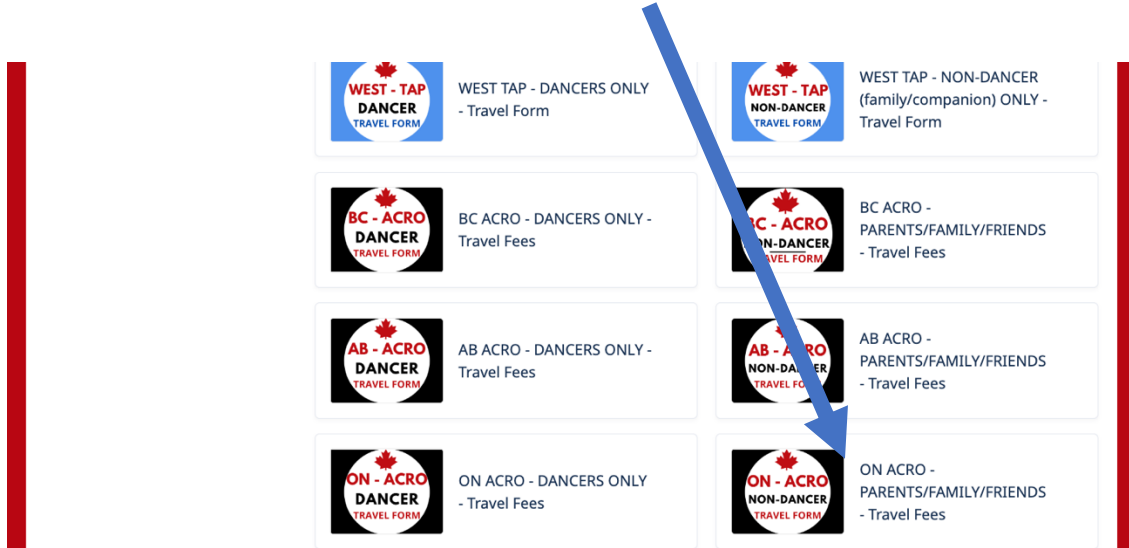 WEST - TAP
DANCER
TRAVEL FORM
WEST TAP - DANCERS ONLY
- Travel Form
WEST - TAP
NON-DANCER
TRAVEL FORM
WEST TAP - NON-DANCER
(family/companion) ONLY -
Travel Form
BC - ACRO
DANCER
TRAVEL FORM
BC ACRO - DANCERS ONLY -
Travel Fees
BC - ACRO
NON-DANCER
TRAVEL FORM
BC ACRO -
PARENTS/FAMILY/FRIENDS
- Travel Fees
AB - ACRO
DANCER
TRAVEL FORM
AB ACRO - DANCERS ONLY -
Travel Fees
AB - ACRO
NON-DANCER
TRAVEL FORM
AB ACRO -
PARENTS/FAMILY/FRIENDS
- Travel Fees
ON - ACRO
DANCER
TRAVEL FORM
ON ACRO - DANCERS ONLY
- Travel Fees
ON - ACRO
NON-DANCER
TRAVEL FORM
ON ACRO -
PARENTS/FAMILY/FRIENDS
- Travel Fees